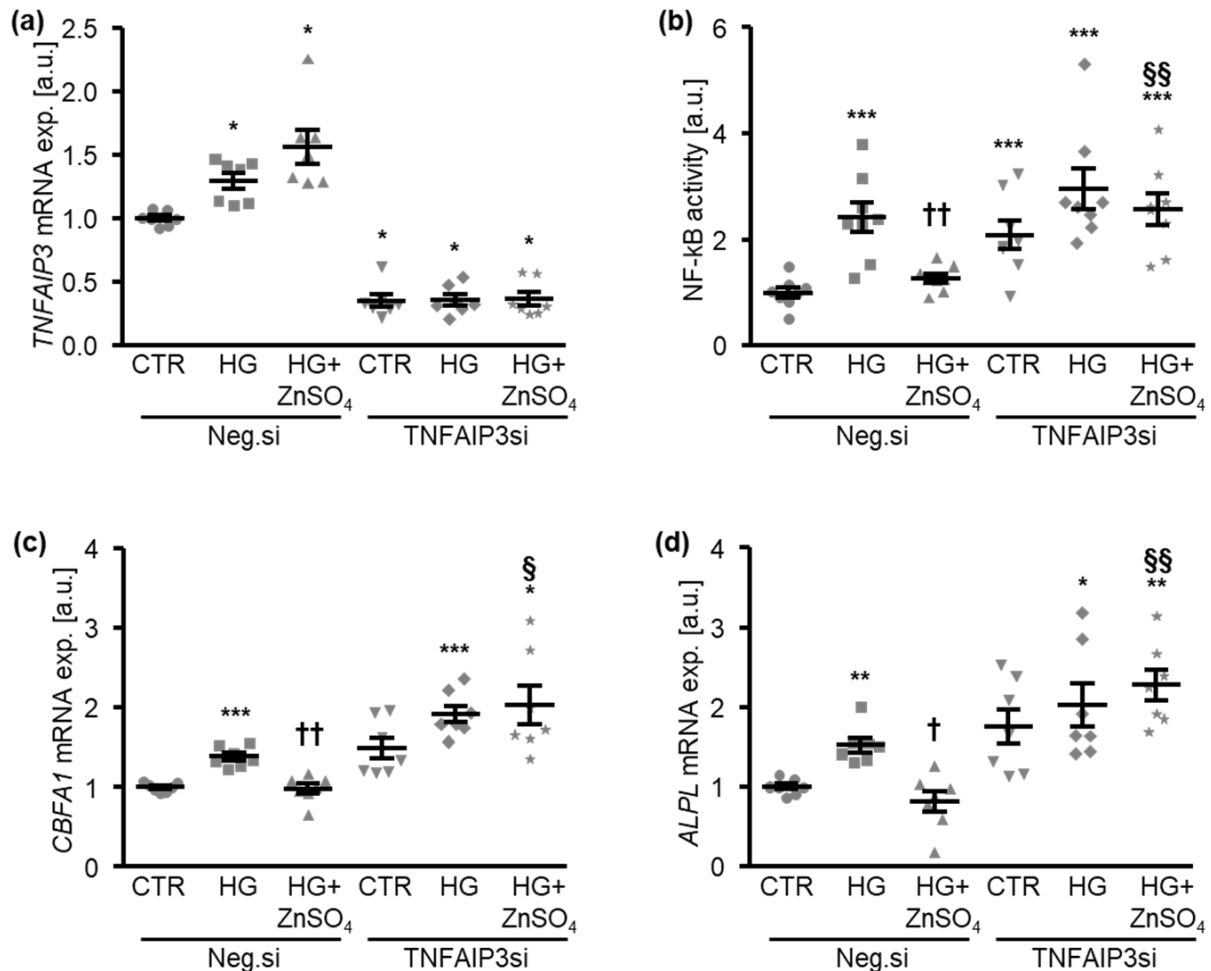 (a)
TNFAIP3 mRNA exp. [a.u.]
2.5
2.0
1.5
1.0
0.5
0.0
*
*
*
*
*
CTR HG HG+ CTR HG HG+
ZnSO₄ ZnSO₄
Neg.si TNFAIP3si
(b)
NF-kB activity [a.u.]
6
4
2
0
***
††
***
***
§§
***
CTR HG HG+ CTR HG HG+
ZnSO₄ ZnSO₄
Neg.si TNFAIP3si
(c)
CBFA1 mRNA exp. [a.u.]
4
3
2
1
0
***
††
***
§
*
CTR HG HG+ CTR HG HG+
ZnSO₄ ZnSO₄
Neg.si TNFAIP3si
(d)
ALPL mRNA exp. [a.u.]
4
3
2
1
0
**
†
*
§§
**
CTR HG HG+ CTR HG HG+
ZnSO₄ ZnSO₄
Neg.si TNFAIP3si